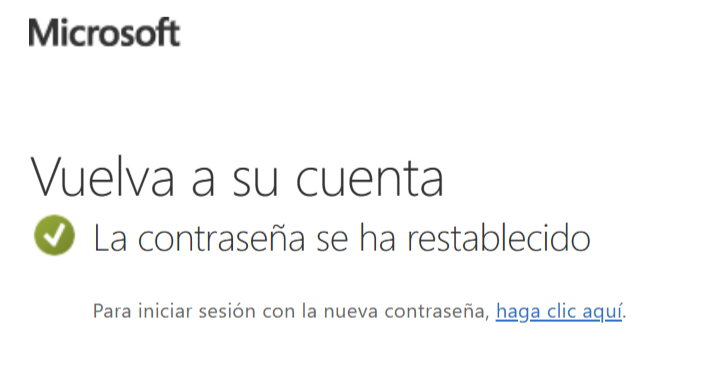 Microsoft
Vuelva a su cuenta
La contraseña se ha restablecido
Para iniciar sesión con la nueva contraseña, haga clic aquí.